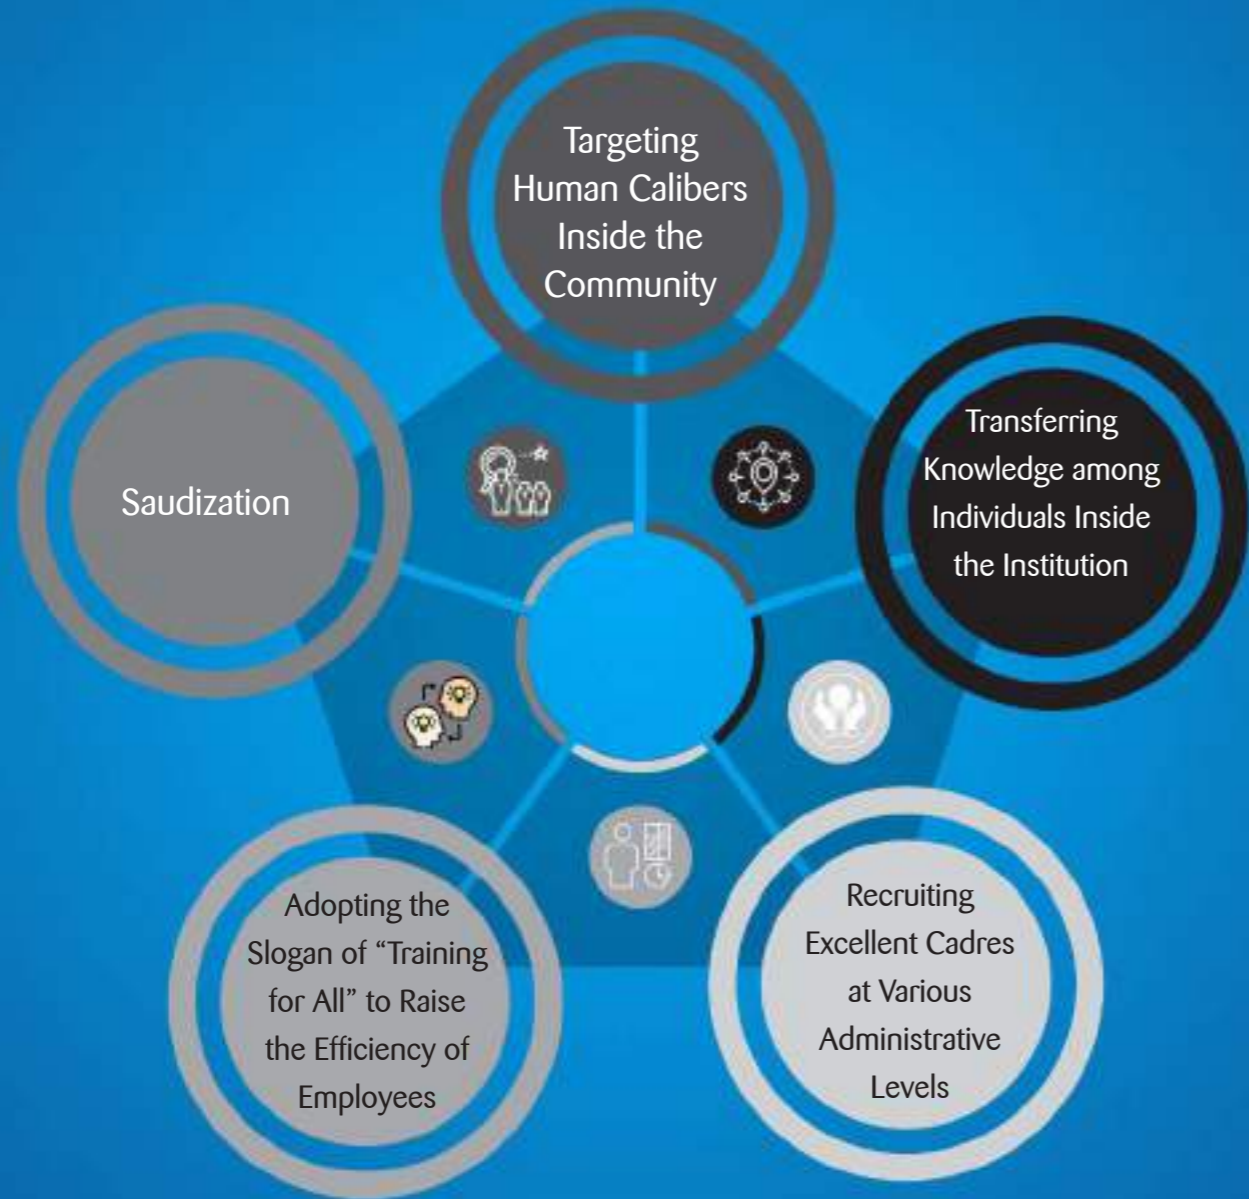 Targeting
Human Calibers
Inside the
Community
Saudization
Transferring
Knowledge among
Individuals Inside
the Institution
Adopting the
Slogan of “Training
for All” to Raise
the Efficiency of
Employees
Recruiting
Excellent Cadres
at Various
Administrative
Levels